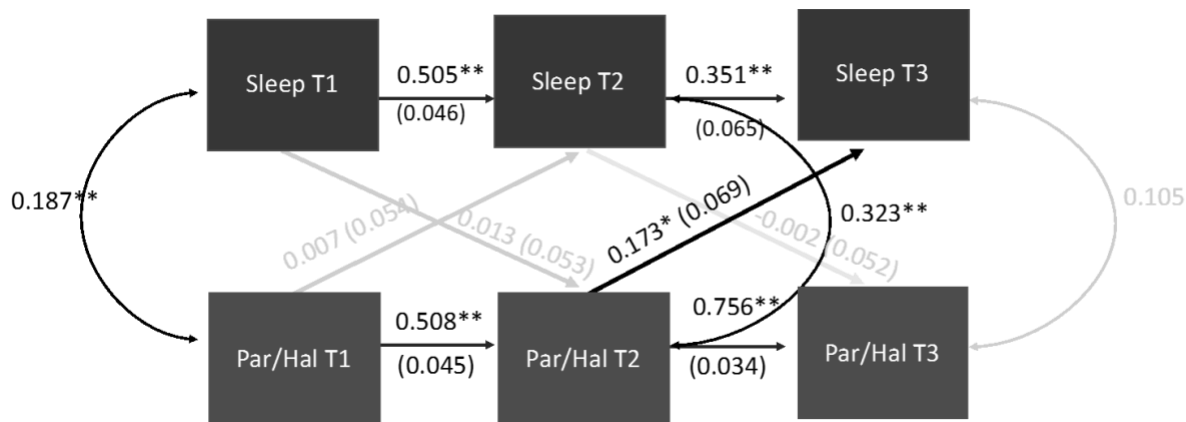 Sleep T1
0.505**
(0.046)
Sleep T2
0.351**
(0.065)
Sleep T3
0.187**
0.007 (0.054)
0.013 (0.053)
0.173* (0.069)
-0.002 (0.052)
0.323**
0.105
Par/Hal T1
0.508**
(0.045)
Par/Hal T2
0.756**
(0.034)
Par/Hal T3